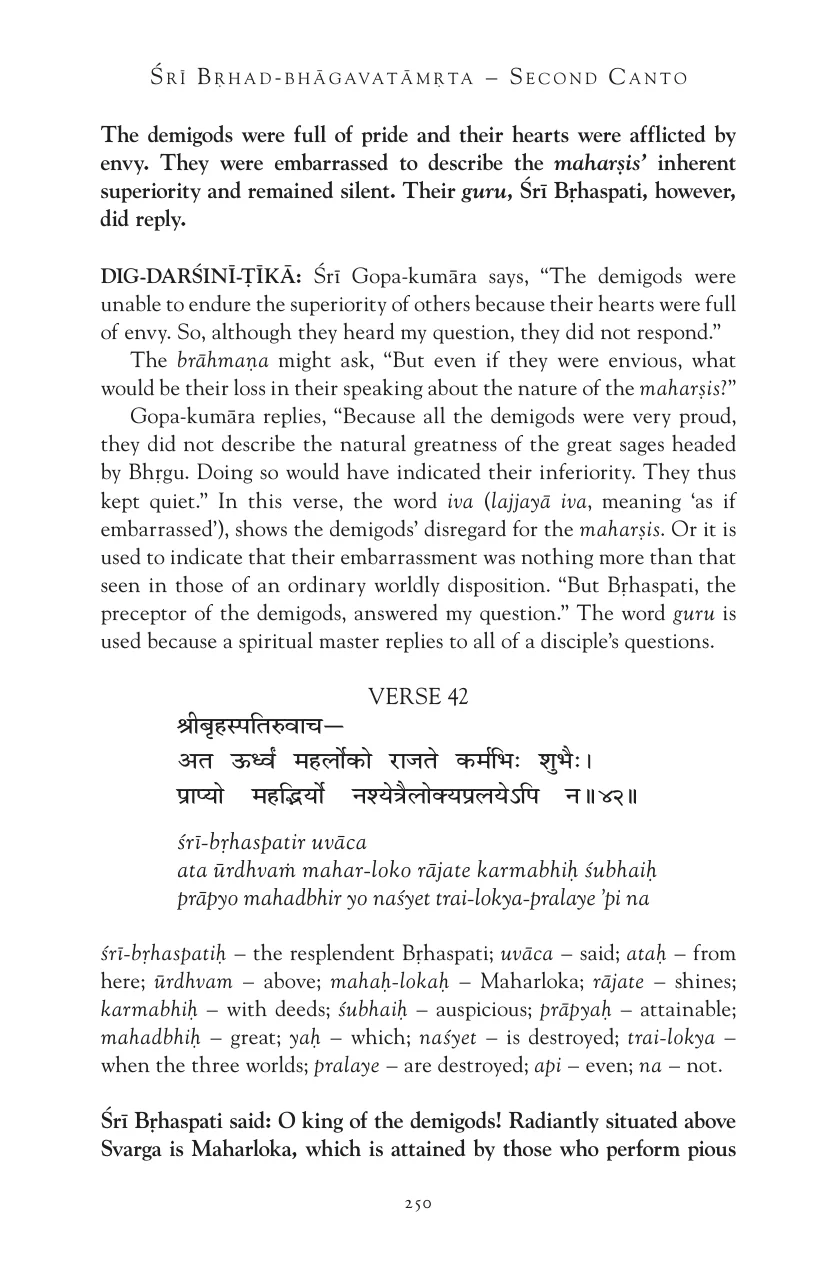 Śrī Bṛhad-bhāgavatāmṛta – Second Canto
The demigods were full of pride and their hearts were afflicted by
envy. They were embarrassed to describe the maharṣis’ inherent
superiority and remained silent. Their guru, Śrī Bṛhaspati, however,
did reply.
DIG-DARŚINĪ-ṬĪKĀ: Śrī Gopa-kumāra says, “The demigods were
unable to endure the superiority of others because their hearts were full
of envy. So, although they heard my question, they did not respond.”
The brāhmaṇa might ask, “But even if they were envious, what
would be their loss in their speaking about the nature of the maharṣis?”
Gopa-kumāra replies, “Because all the demigods were very proud,
they did not describe the natural greatness of the great sages headed
by Bhṛgu. Doing so would have indicated their inferiority. They thus
kept quiet.” In this verse, the word iva (lajjayā iva, meaning ‘as if
embarrassed’), shows the demigods’ disregard for the maharṣis. Or it is
used to indicate that their embarrassment was nothing more than that
seen in those of an ordinary worldly disposition. “But Bṛhaspati, the
preceptor of the demigods, answered my question.” The word guru is
used because a spiritual master replies to all of a disciple’s questions.
VERSE 42
श्रीबृहस्पतिरुवाच—
अत ऊर्ध्वं महर्लोको राजते कर्मभिः शुभैः।
प्राप्यो महद्भिर्यो नश्येत्त्रैलोक्यप्रलयेऽपि न॥४२॥
śrī-bṛhaspatir uvāca
ata ūrdhvaṁ mahar-loko rājate karmabhiḥ śubhaiḥ
prāpyo mahadbhir yo naśyet trai-lokya-pralaye ’pi na
śrī-bṛhaspatiḥ – the resplendent Bṛhaspati; uvāca – said; ataḥ – from
here; ūrdhvam – above; mahaḥ-lokaḥ – Maharloka; rājate – shines;
karmabhiḥ – with deeds; śubhaiḥ – auspicious; prāpyaḥ – attainable;
mahadbhiḥ – great; yaḥ – which; naśyet – is destroyed; trai-lokya –
when the three worlds; pralaye – are destroyed; api – even; na – not.
Śrī Bṛhaspati said: O king of the demigods! Radiantly situated above
Svarga is Maharloka, which is attained by those who perform pious
250